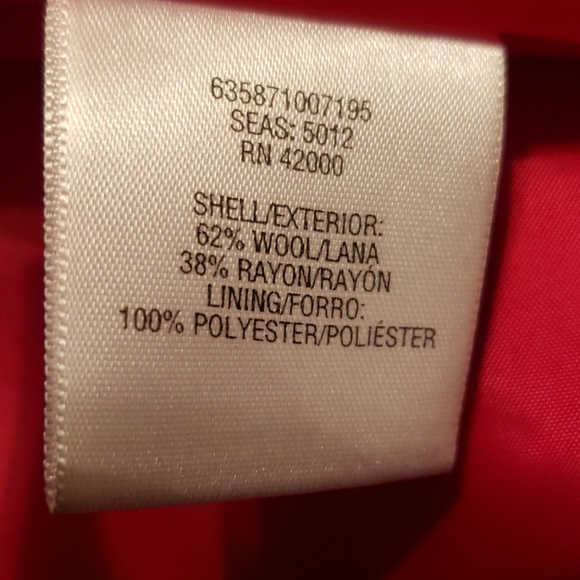 635871007195
SEAS: 5012
RN 42000
SHELL/EXTERIOR:
62% WOOL/LANA
38% RAYON/RAYÓN
LINING/FORRO:
100% POLYESTER/POLIÉSTER